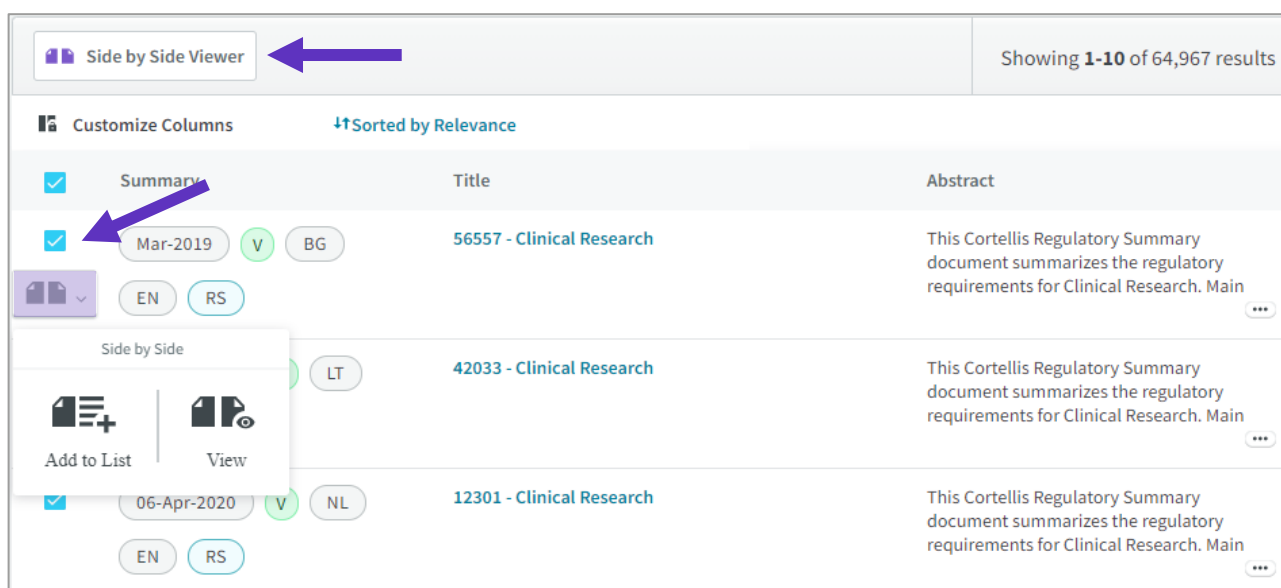 Side by Side Viewer
Showing 1-10 of 64,967 results
Customize Columns
Sorted by Relevance
Summary Title Abstract
Mar-2019 V BG
EN RS
56557 - Clinical Research
This Cortellis Regulatory Summary
document summarizes the regulatory
requirements for Clinical Research. Main
Side by Side
Add to List View
LT
42033 - Clinical Research
This Cortellis Regulatory Summary
document summarizes the regulatory
requirements for Clinical Research. Main
06-Apr-2020 V NL
EN RS
12301 - Clinical Research
This Cortellis Regulatory Summary
document summarizes the regulatory
requirements for Clinical Research. Main